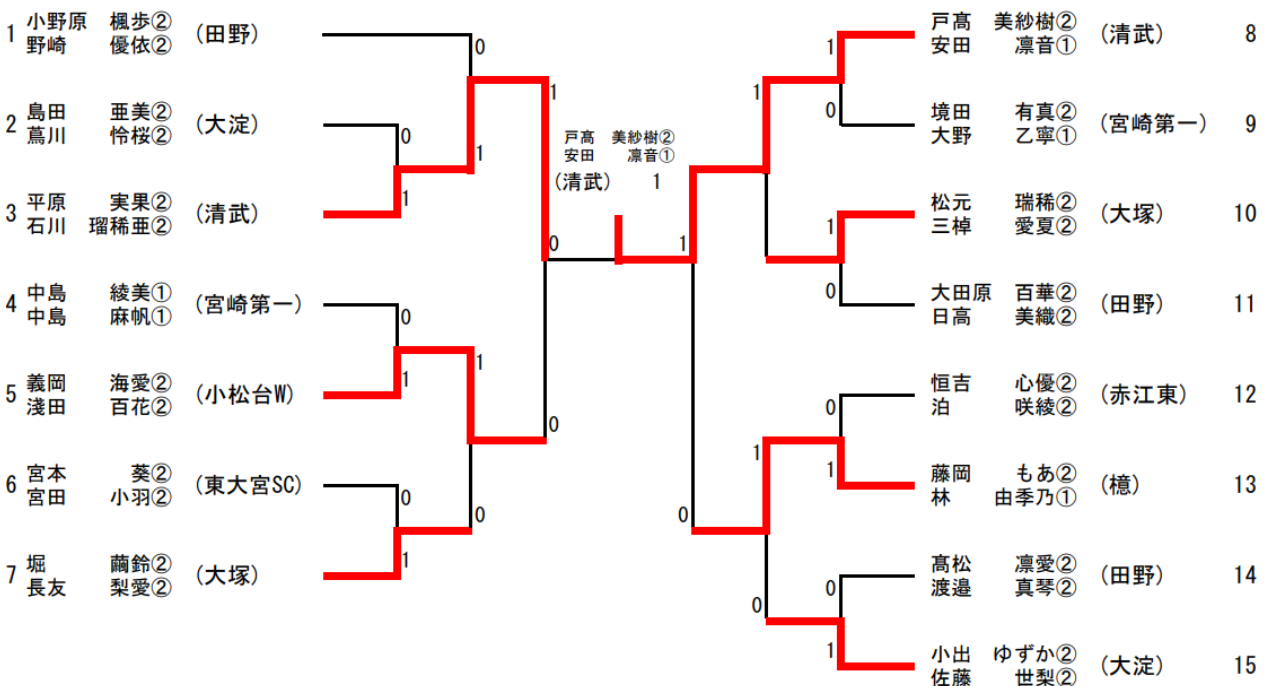 1 小野原 楓歩② (田野)
野崎 優依②
2 島田 亜美② (大淀)
蔦川 怜桜②
3 平原 実果② (清武)
石川 瑠稀亜②
4 中島 綾美① (宮崎第一)
中島 麻帆①
5 義岡 海愛② (小松台W)
淺田 百花②
6 宮本 葵② (東大宮SC)
宮田 小羽②
7 堀 繭鈴② (大塚)
長友 梨愛②
0
1
0
1
1
0
1
0
1
0
1
0
0
戸髙 美紗樹②
安田 凛音①
(清武) 1
1
0
1
0
1
1
0
0
1
1
0
0
1
戸髙 美紗樹② (清武) 8
安田 凛音①
境田 有真② (宮崎第一) 9
大野 乙寧①
松元 瑞稀② (大塚) 10
三棹 愛夏②
大田原 百華② (田野) 11
日高 美織②
恒吉 心優② (赤江東) 12
泊 咲綾②
藤岡 もあ② (檍) 13
林 由季乃①
髙松 凛愛② (田野) 14
渡邉 真琴②
小出 ゆずか② (大淀) 15
佐藤 世梨②